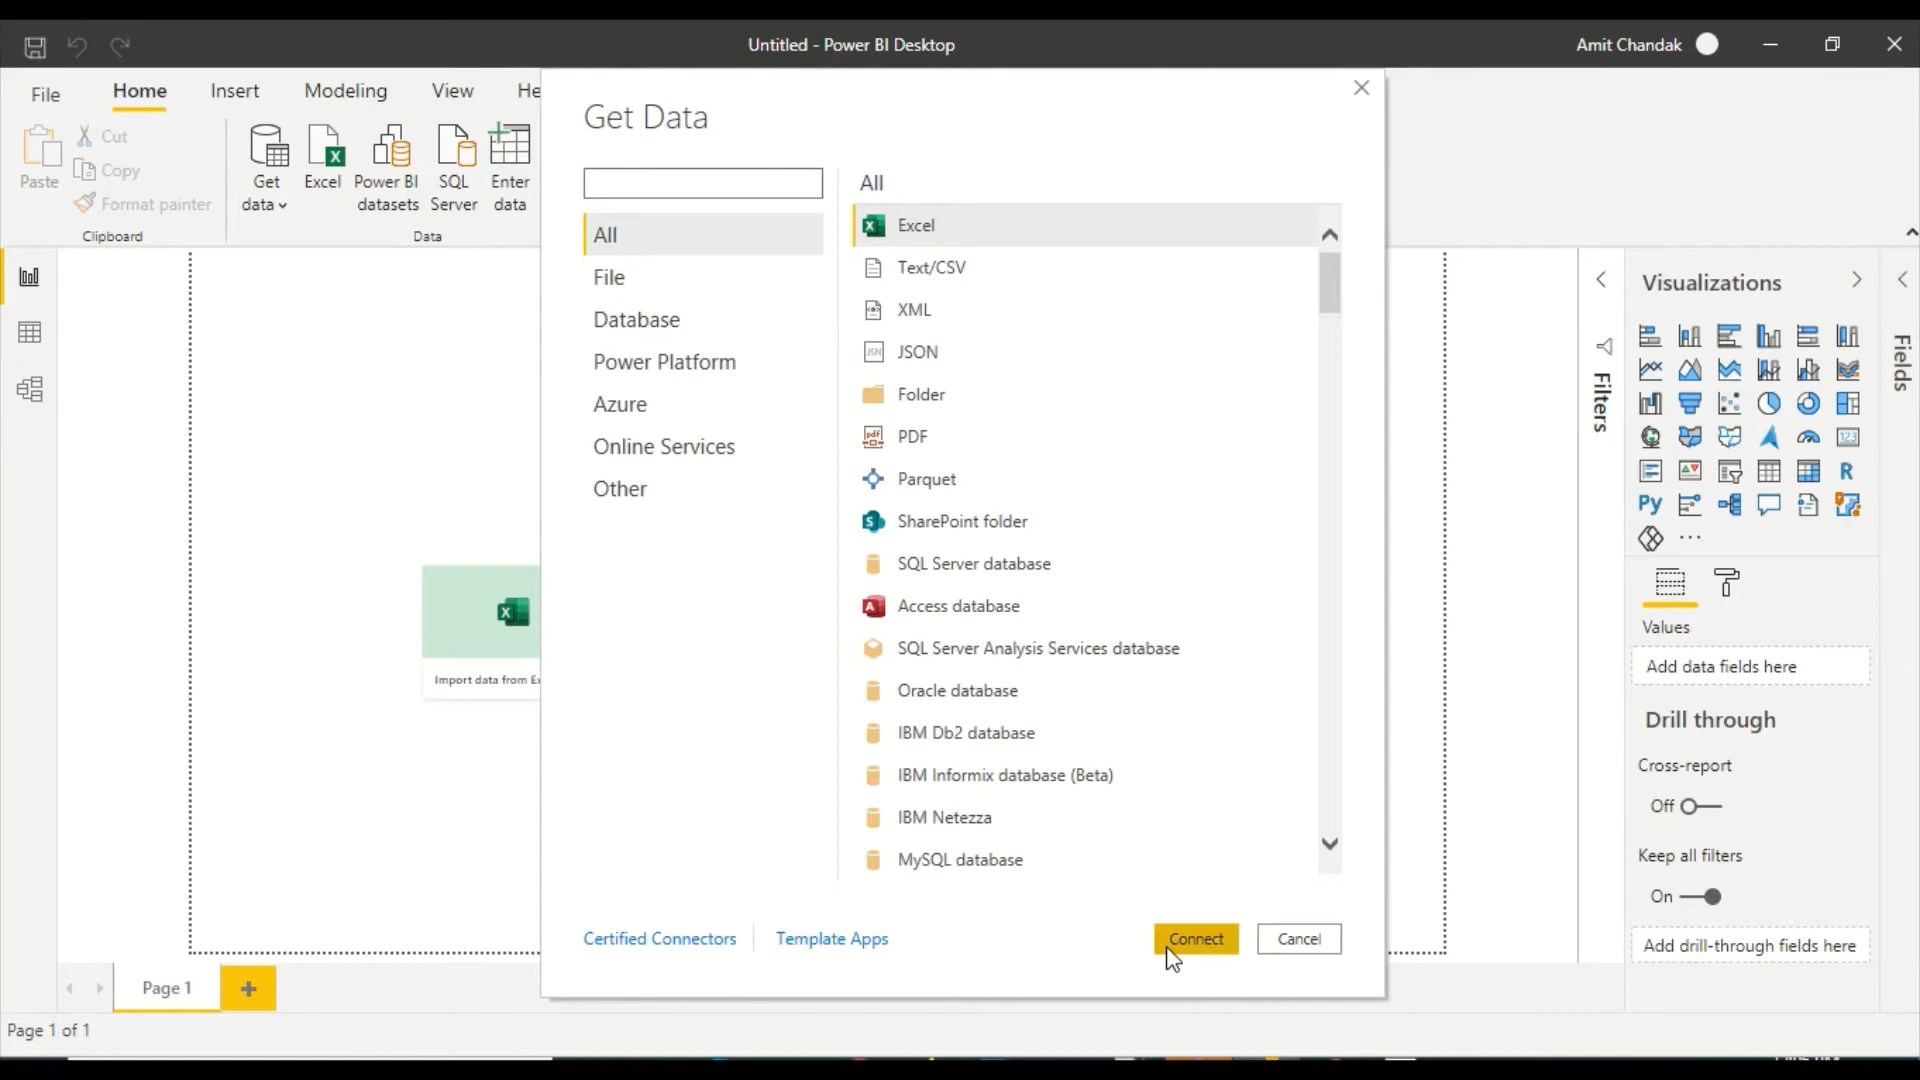 Untitled - Power BI Desktop
Amit Chandak
File
Home
Insert
Modeling
View
He
Paste
Cut
Copy
Format painter
Clipboard
Get data
Excel
Power BI datasets
SQL Server
Enter data
Data
Get Data
All
File
Database
Power Platform
Azure
Online Services
Other
All
Excel
Text/CSV
XML
JSON
Folder
PDF
Parquet
SharePoint folder
SQL Server database
Access database
SQL Server Analysis Services database
Oracle database
IBM Db2 database
IBM Informix database (Beta)
IBM Netezza
MySQL database
Certified Connectors
Template Apps
Connect
Cancel
Import data from Ex
Filters
Visualizations
Fields
R
Py
Values
Add data fields here
Drill through
Cross-report
Off
Keep all filters
On
Add drill-through fields here
Page 1
Page 1 of 1